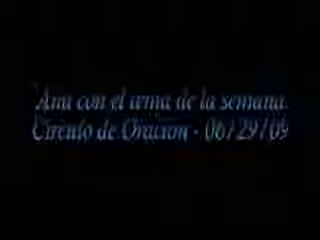 Ana con el tema de la semana.
Circulo de Oracion - 06/29/09